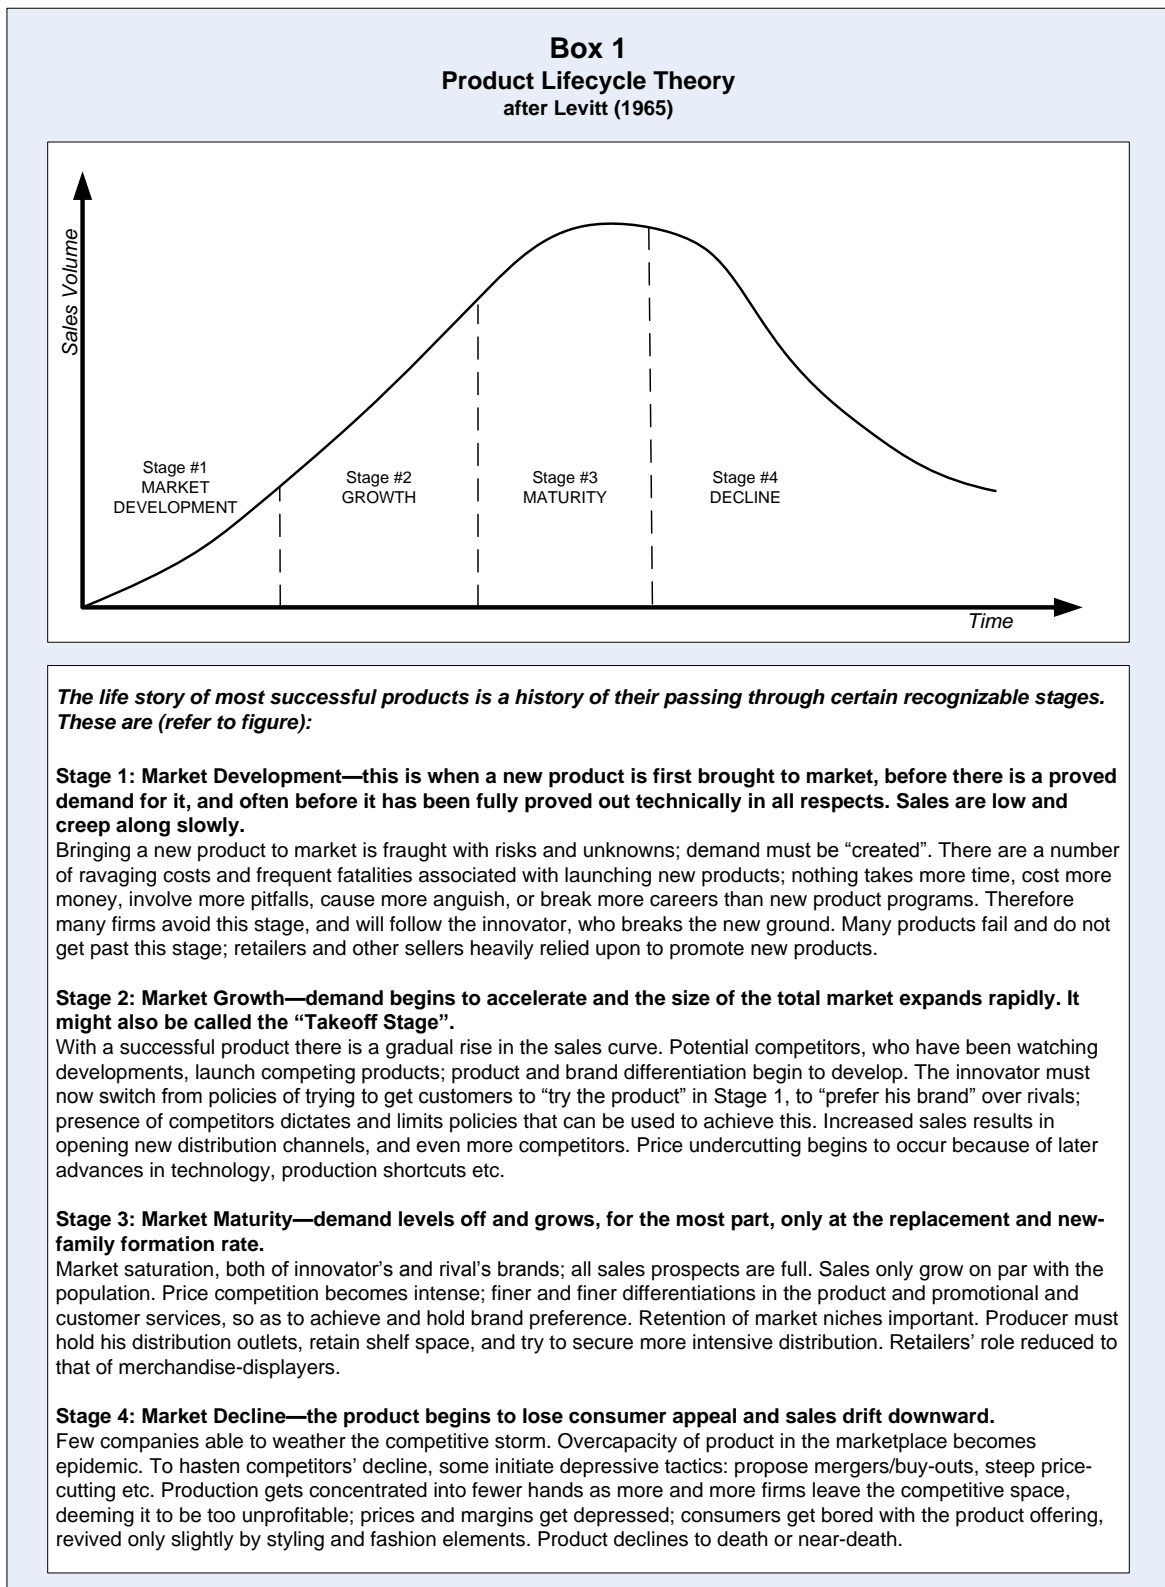 Box 1
Product Lifecycle Theory
after Levitt (1965)
Sales Volume
Stage #1
MARKET
DEVELOPMENT
Stage #2
GROWTH
Stage #3
MATURITY
Stage #4
DECLINE
Time
The life story of most successful products is a history of their passing through certain recognizable stages.
These are (refer to figure):
Stage 1: Market Development—this is when a new product is first brought to market, before there is a proved
demand for it, and often before it has been fully proved out technically in all respects. Sales are low and
creep along slowly.
Bringing a new product to market is fraught with risks and unknowns; demand must be “created”. There are a number
of ravaging costs and frequent fatalities associated with launching new products; nothing takes more time, cost more
money, involve more pitfalls, cause more anguish, or break more careers than new product programs. Therefore
many firms avoid this stage, and will follow the innovator, who breaks the new ground. Many products fail and do not
get past this stage; retailers and other sellers heavily relied upon to promote new products.
Stage 2: Market Growth—demand begins to accelerate and the size of the total market expands rapidly. It
might also be called the “Takeoff Stage”.
With a successful product there is a gradual rise in the sales curve. Potential competitors, who have been watching
developments, launch competing products; product and brand differentiation begin to develop. The innovator must
now switch from policies of trying to get customers to “try the product” in Stage 1, to “prefer his brand” over rivals;
presence of competitors dictates and limits policies that can be used to achieve this. Increased sales results in
opening new distribution channels, and even more competitors. Price undercutting begins to occur because of later
advances in technology, production shortcuts etc.
Stage 3: Market Maturity—demand levels off and grows, for the most part, only at the replacement and new-
family formation rate.
Market saturation, both of innovator’s and rival’s brands; all sales prospects are full. Sales only grow on par with the
population. Price competition becomes intense; finer and finer differentiations in the product and promotional and
customer services, so as to achieve and hold brand preference. Retention of market niches important. Producer must
hold his distribution outlets, retain shelf space, and try to secure more intensive distribution. Retailers’ role reduced to
that of merchandise-displayers.
Stage 4: Market Decline—the product begins to lose consumer appeal and sales drift downward.
Few companies able to weather the competitive storm. Overcapacity of product in the marketplace becomes
epidemic. To hasten competitors’ decline, some initiate depressive tactics: propose mergers/buy-outs, steep price-
cutting etc. Production gets concentrated into fewer hands as more and more firms leave the competitive space,
deeming it to be too unprofitable; prices and margins get depressed; consumers get bored with the product offering,
revived only slightly by styling and fashion elements. Product declines to death or near-death.